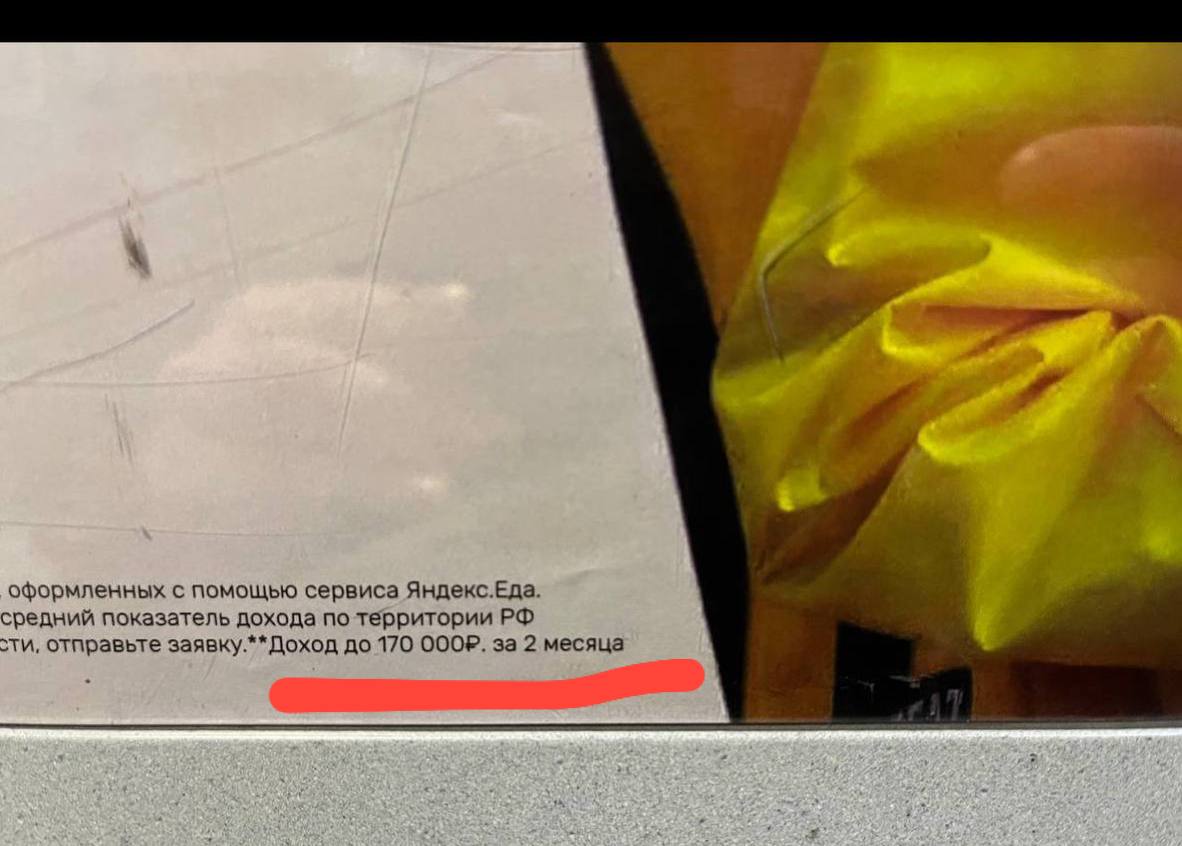 оформленных с помощью сервиса Яндекс.Еда.
средний показатель дохода по территории РФ
сти, отправьте заявку.**Доход до 170 000₽. за 2 месяца